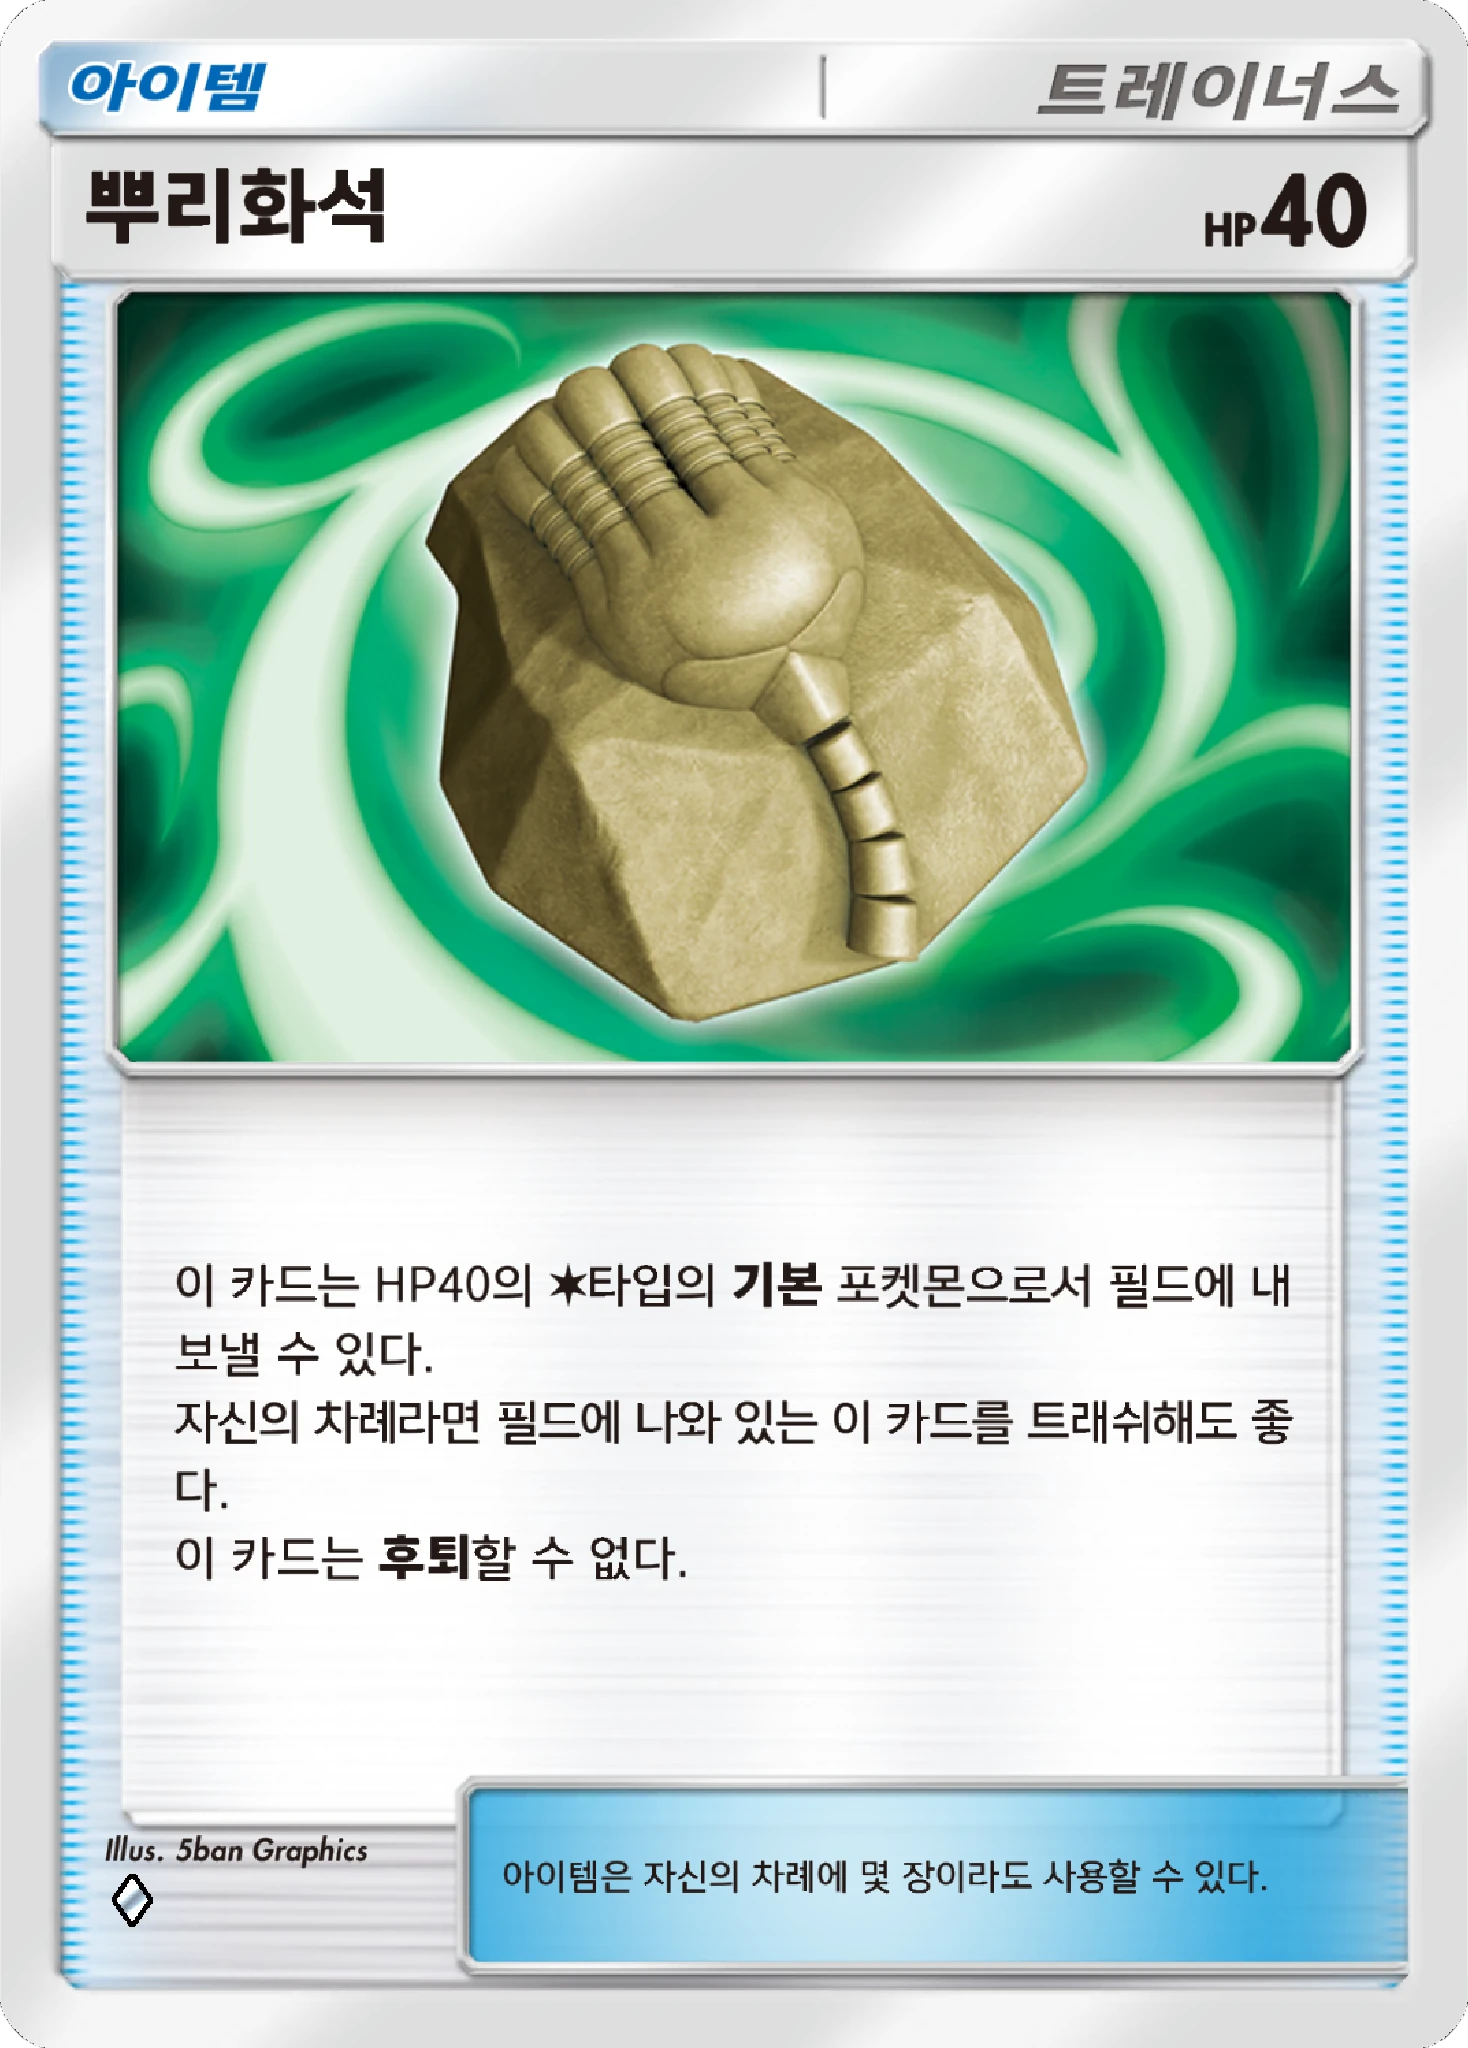 아이템
트레이너스
뿌리화석
HP40
이 카드는 HP40의 ✶타입의 기본 포켓몬으로서 필드에 내
보낼 수 있다.
자신의 차례라면 필드에 나와 있는 이 카드를 트래쉬해도 좋
다.
이 카드는 후퇴할 수 없다.
Illus. 5ban Graphics
아이템은 자신의 차례에 몇 장이라도 사용할 수 있다.